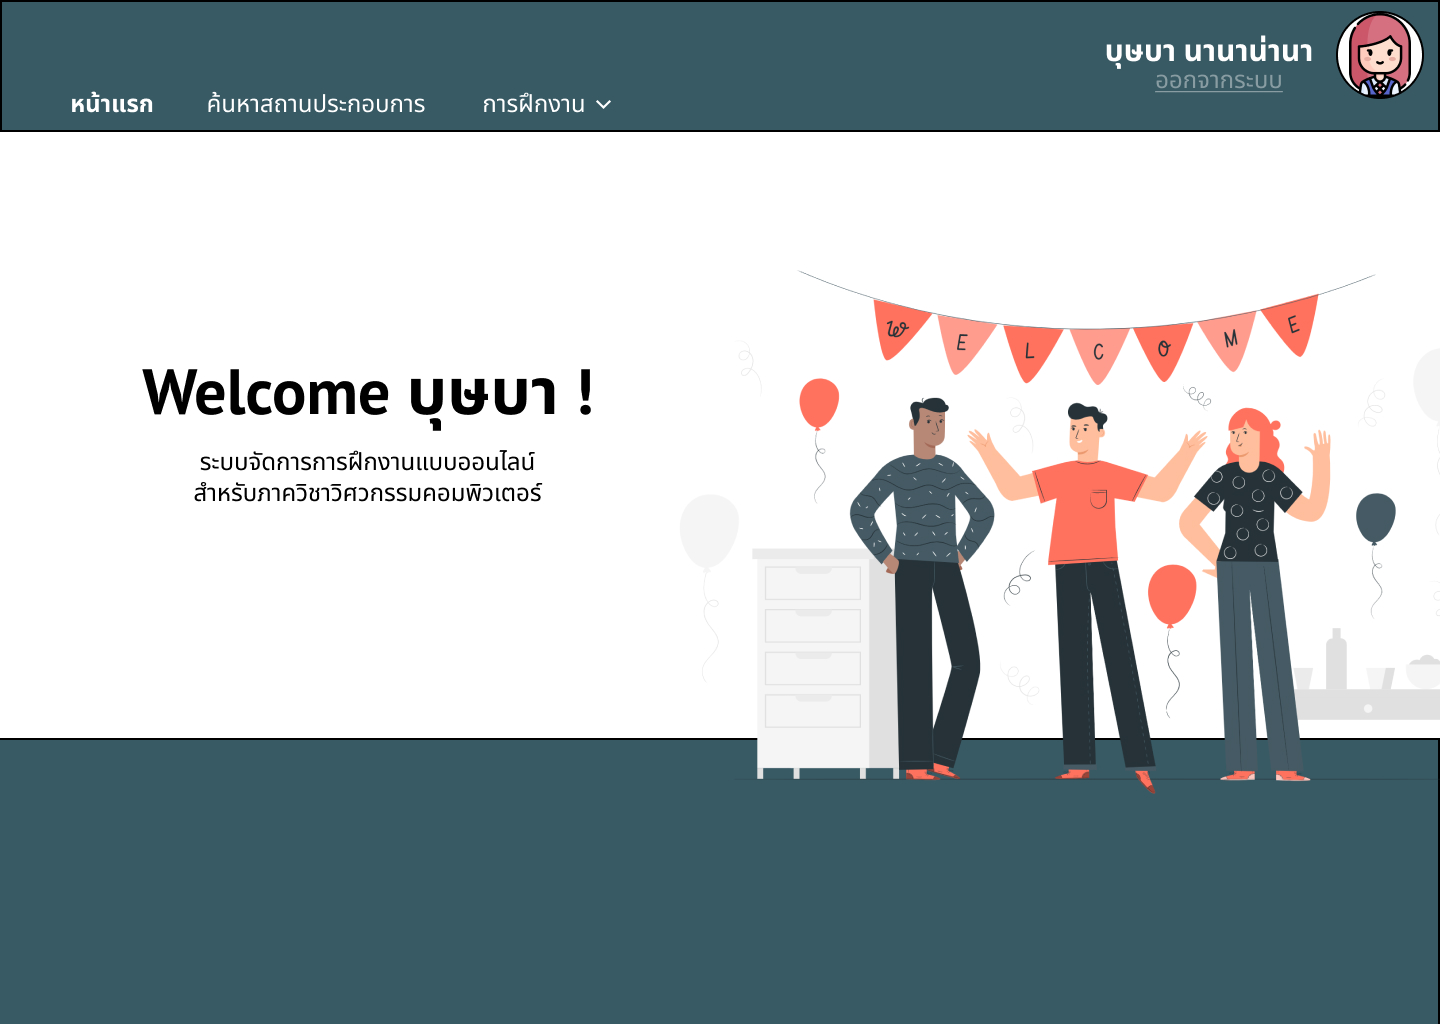 บุษบา นานาน่านา
ออกจากระบบ
หน้าแรก ค้นหาสถานประกอบการ การฝึกงาน
WELCOME
Welcome บุษบา !
ระบบจัดการการฝึกงานแบบออนไลน์
สำหรับภาควิชาวิศวกรรมคอมพิวเตอร์